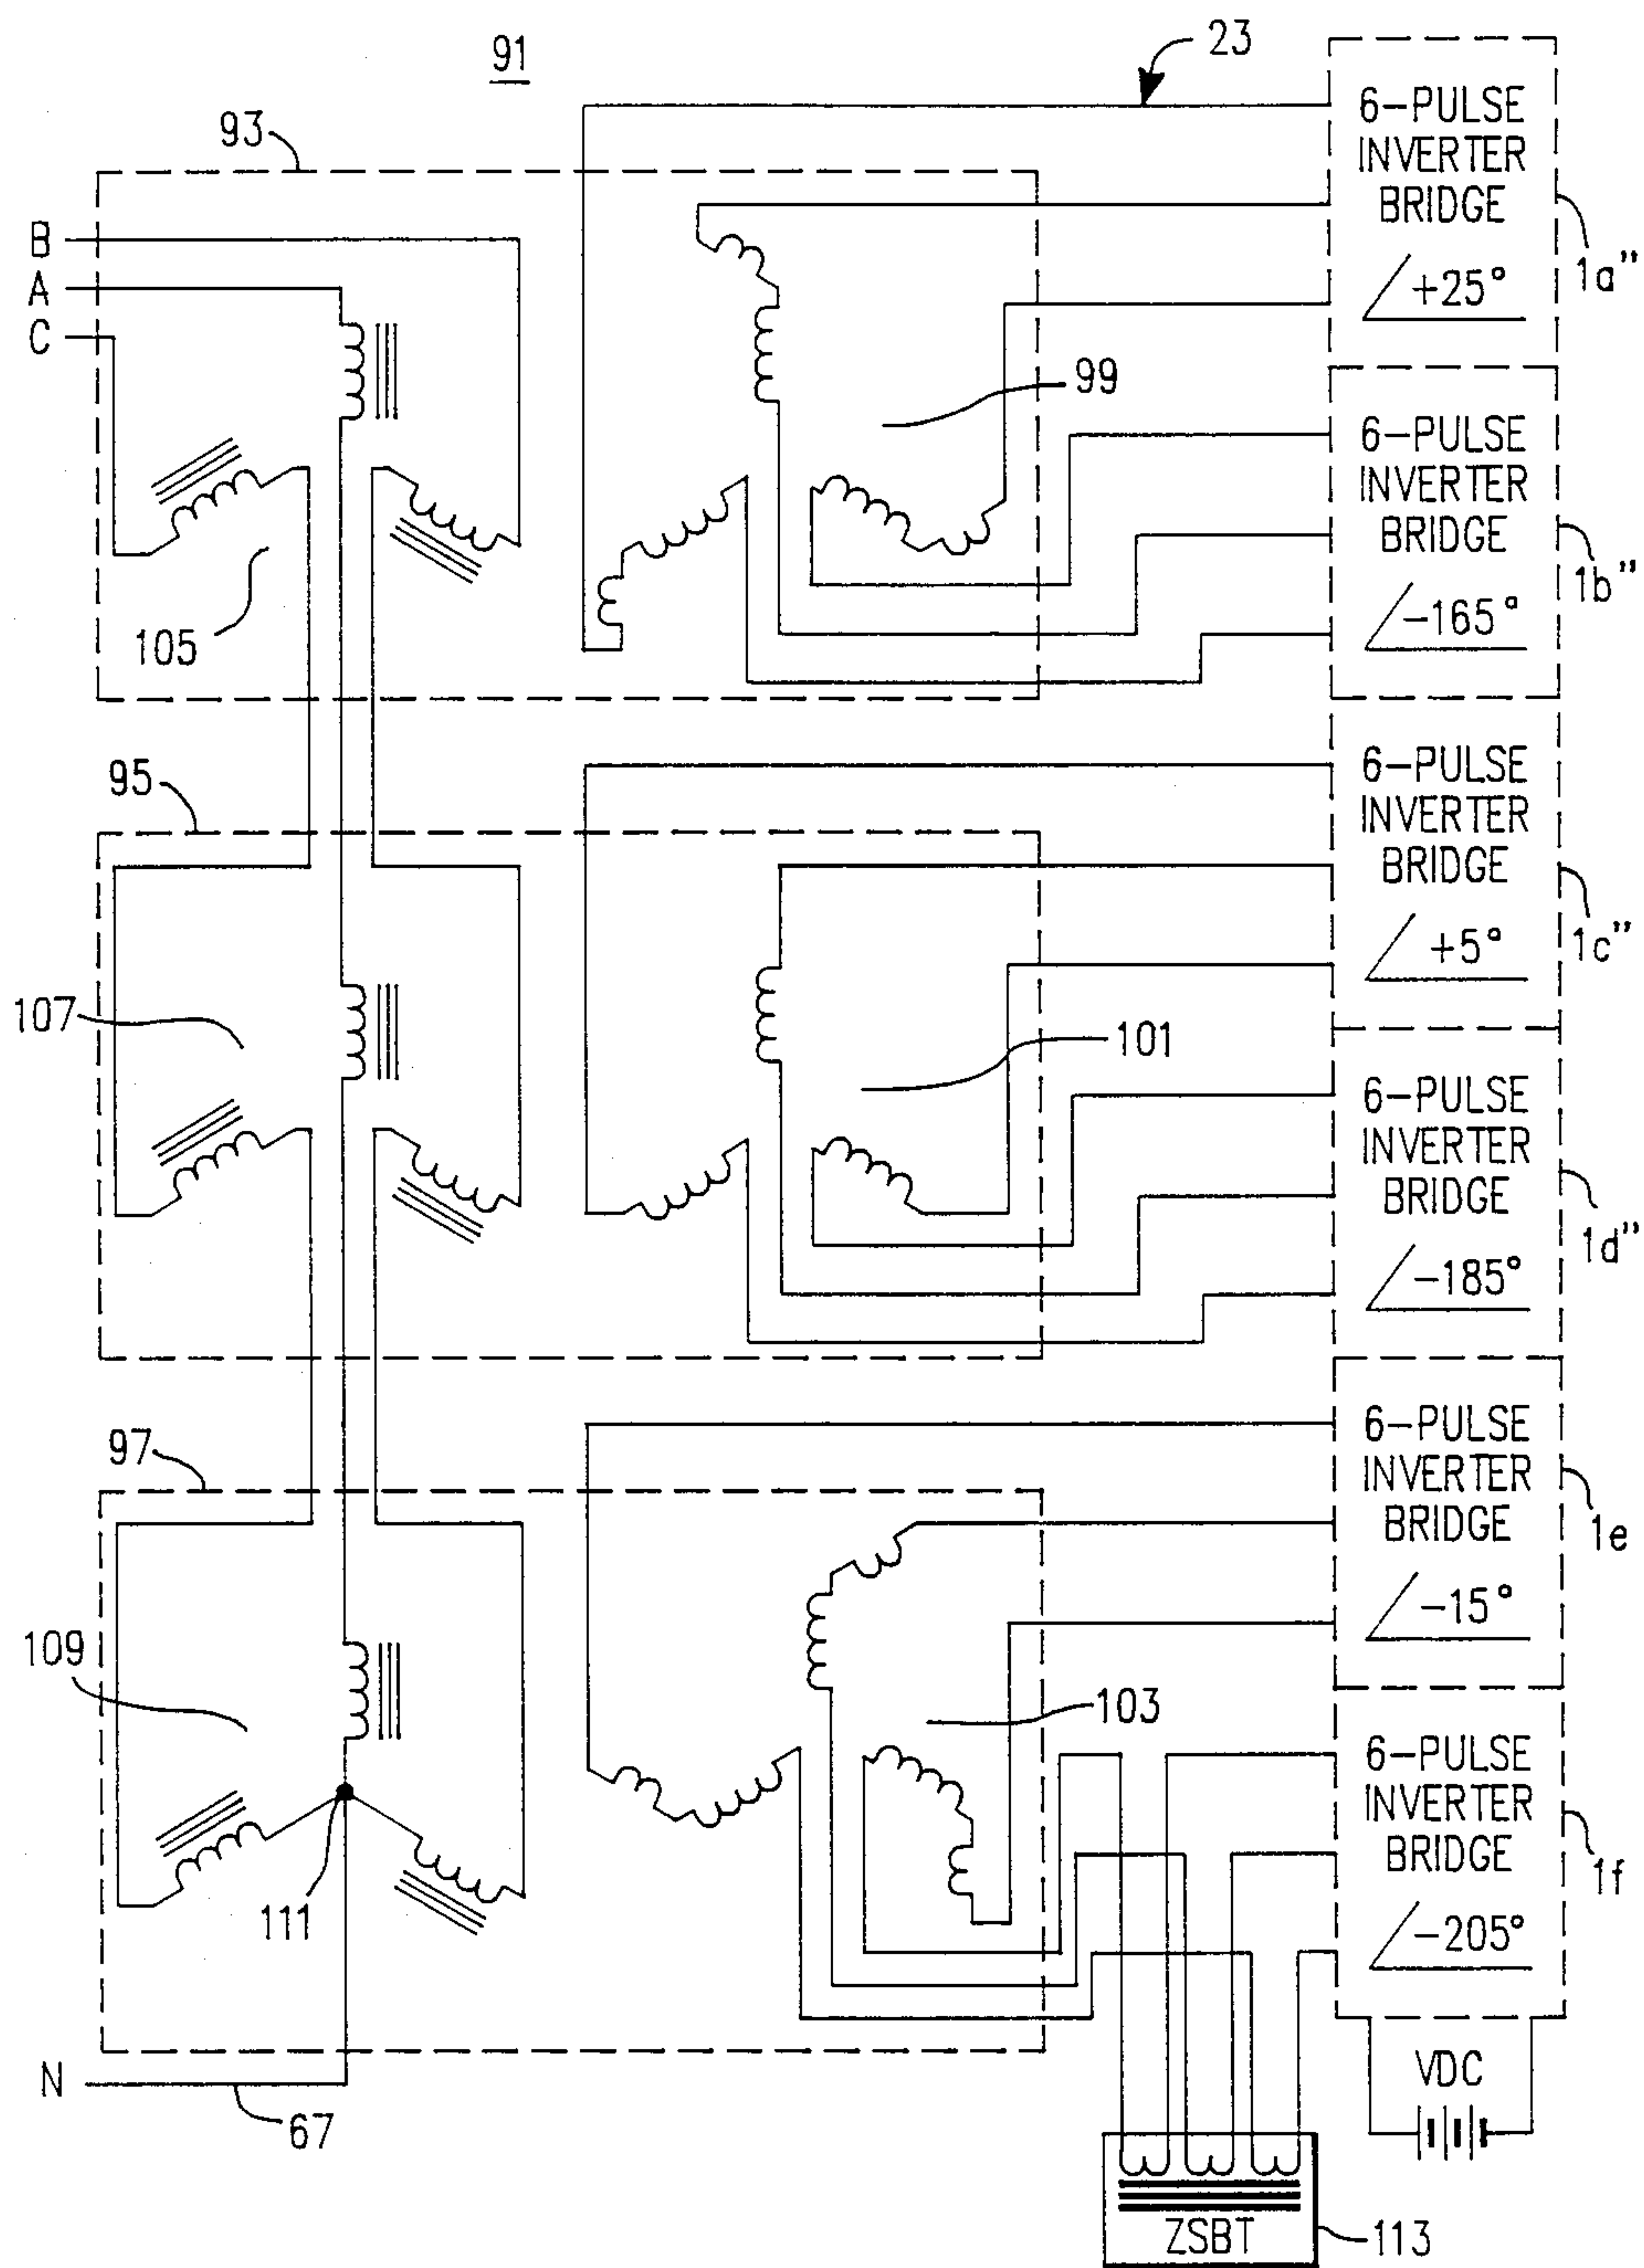 91
23
93
B
A
C
105
99
6-PULSE
INVERTER
BRIDGE
+25°
1a"
6-PULSE
INVERTER
BRIDGE
-165°
1b"
95
107
101
6-PULSE
INVERTER
BRIDGE
+5°
1c"
6-PULSE
INVERTER
BRIDGE
-185°
1d"
97
109
111
103
6-PULSE
INVERTER
BRIDGE
-15°
1e
6-PULSE
INVERTER
BRIDGE
-205°
1f
N
67
VDC
ZSBT
113